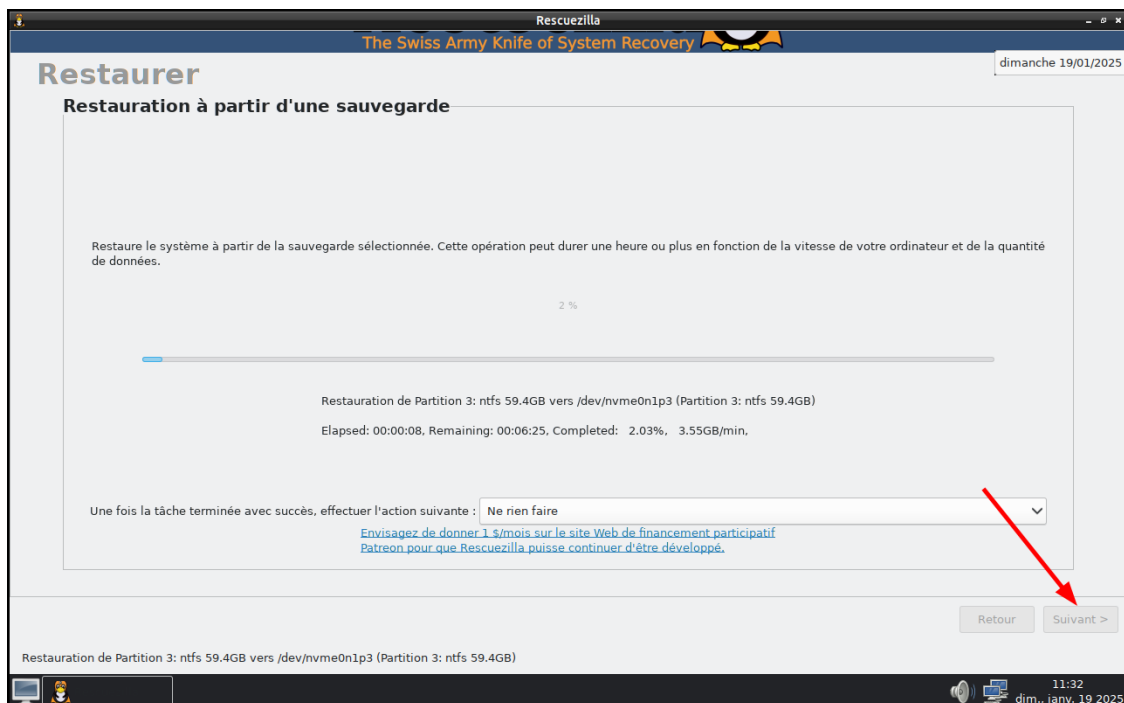 Rescuezilla
The Swiss Army Knife of System Recovery
dimanche 19/01/2025
Restaurer
Restauration à partir d'une sauvegarde
Restaure le système à partir de la sauvegarde sélectionnée. Cette opération peut durer une heure ou plus en fonction de la vitesse de votre ordinateur et de la quantité
de données.
2 %
Restauration de Partition 3: ntfs 59.4GB vers /dev/nvme0n1p3 (Partition 3: ntfs 59.4GB)
Elapsed: 00:00:08, Remaining: 00:06:25, Completed: 2.03%, 3.55GB/min,
Une fois la tâche terminée avec succès, effectuer l'action suivante : Ne rien faire
Envisagez de donner 1 $/mois sur le site Web de financement participatif
Patreon pour que Rescuezilla puisse continuer d'être développé.
Retour Suivant >
Restauration de Partition 3: ntfs 59.4GB vers /dev/nvme0n1p3 (Partition 3: ntfs 59.4GB)
11:32
dim., janv. 19 2025